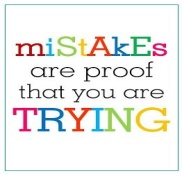 miStAkEs
are proof
that you are
TRYING